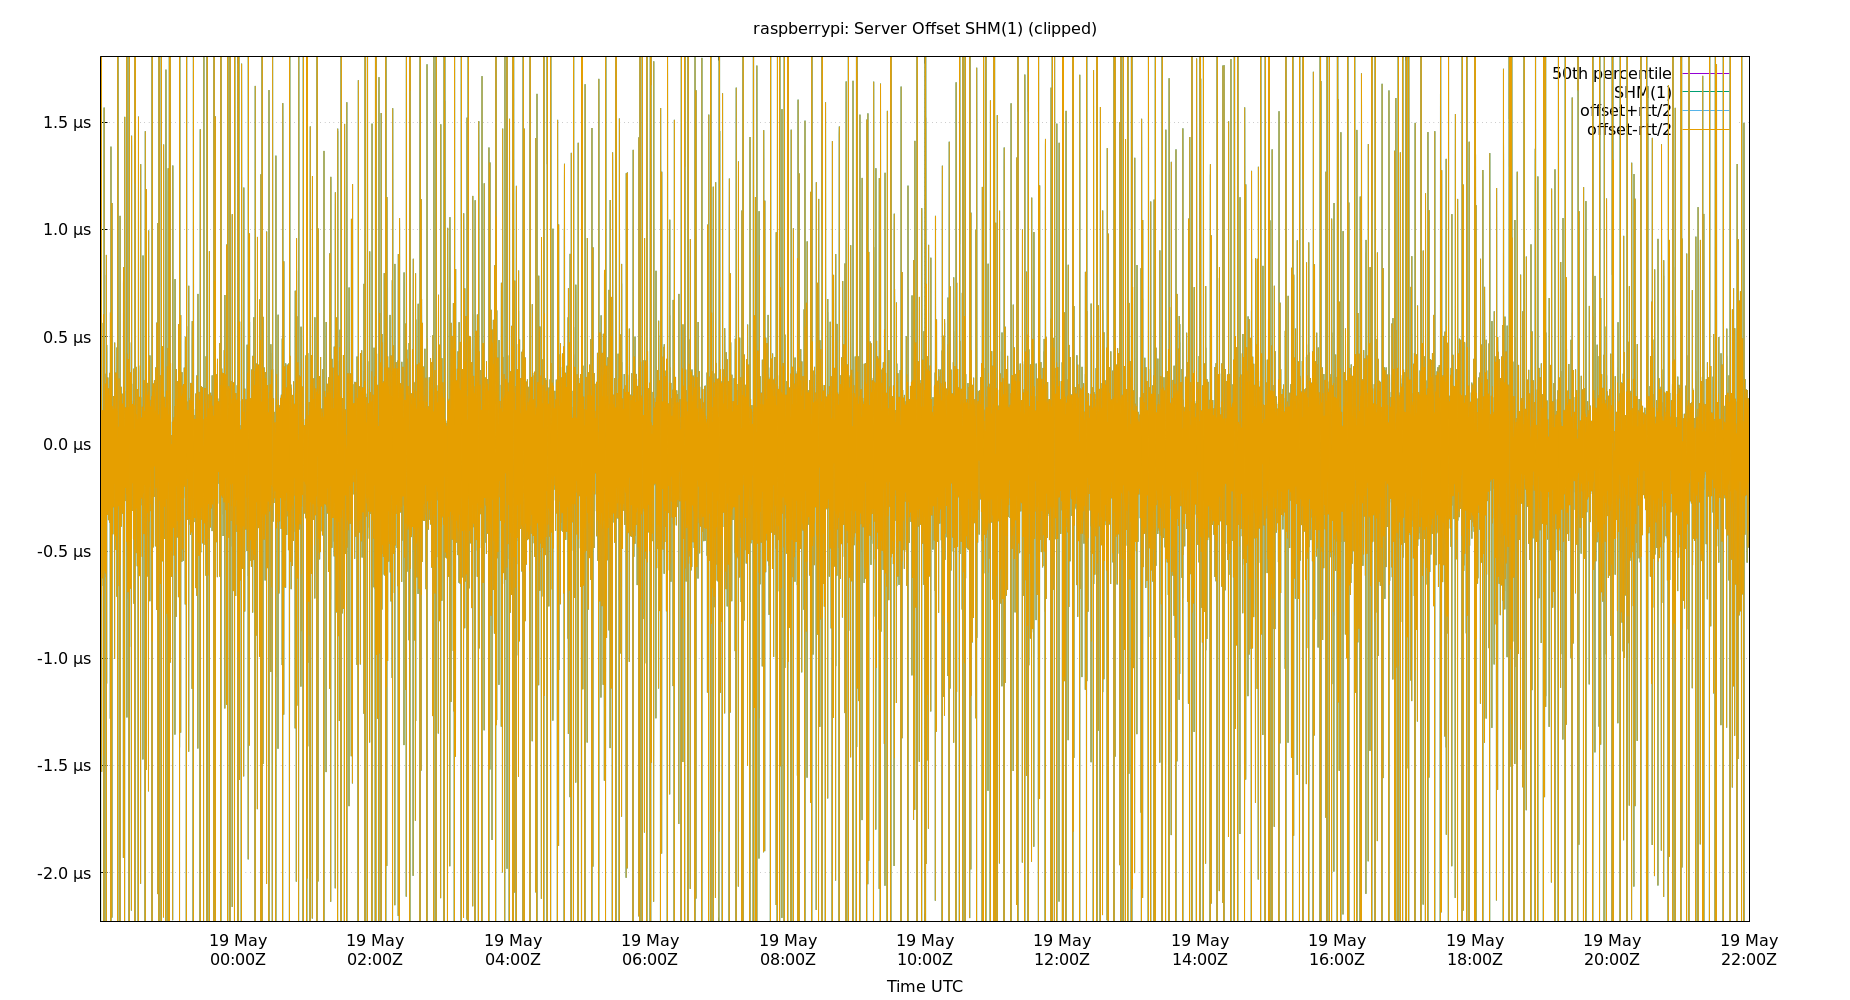 raspberrypi: Server Offset SHM(1) (clipped)
50th percentile
SHM(1)
offset+rtt/2
offset-rtt/2
1.5 µs
1.0 µs
0.5 µs
0.0 µs
-0.5 µs
-1.0 µs
-1.5 µs
-2.0 µs
19 May 19 May 19 May 19 May 19 May 19 May 19 May 19 May 19 May 19 May 19 May 19 May
00:00Z 02:00Z 04:00Z 06:00Z 08:00Z 10:00Z 12:00Z 14:00Z 16:00Z 18:00Z 20:00Z 22:00Z
Time UTC